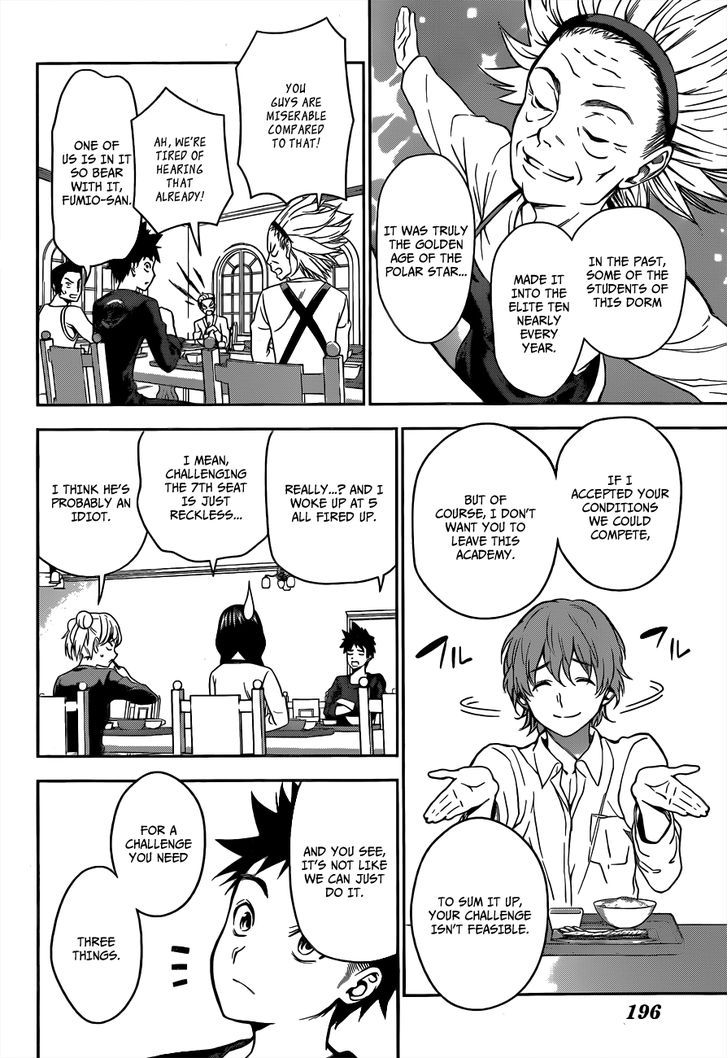 IN THE PAST,
SOME OF THE
STUDENTS OF
THIS DORM
MADE IT
INTO THE
ELITE TEN
NEARLY
EVERY
YEAR.
IT WAS TRULY
THE GOLDEN
AGE OF THE
POLAR STAR...
YOU
GUYS ARE
MISERABLE
COMPARED
TO THAT!
AH, WE'RE
TIRED OF
HEARING
THAT
ALREADY!
ONE OF
US IS IN IT
SO BEAR
WITH IT,
FUMIO-SAN.
IF I
ACCEPTED YOUR
CONDITIONS
WE COULD
COMPETE,
BUT OF
COURSE, I DON'T
WANT YOU TO
LEAVE THIS
ACADEMY.
フル
フル
TO SUM IT UP,
YOUR CHALLENGE
ISN'T FEASIBLE.
REALLY...? AND I
WOKE UP AT 5
ALL FIRED UP.
I MEAN,
CHALLENGING
THE 7TH SEAT
IS JUST
RECKLESS...
I THINK HE'S
PROBABLY AN
IDIOT.
AND YOU SEE,
IT'S NOT LIKE
WE CAN JUST
DO IT.
FOR A
CHALLENGE
YOU NEED
THREE
THINGS.
196